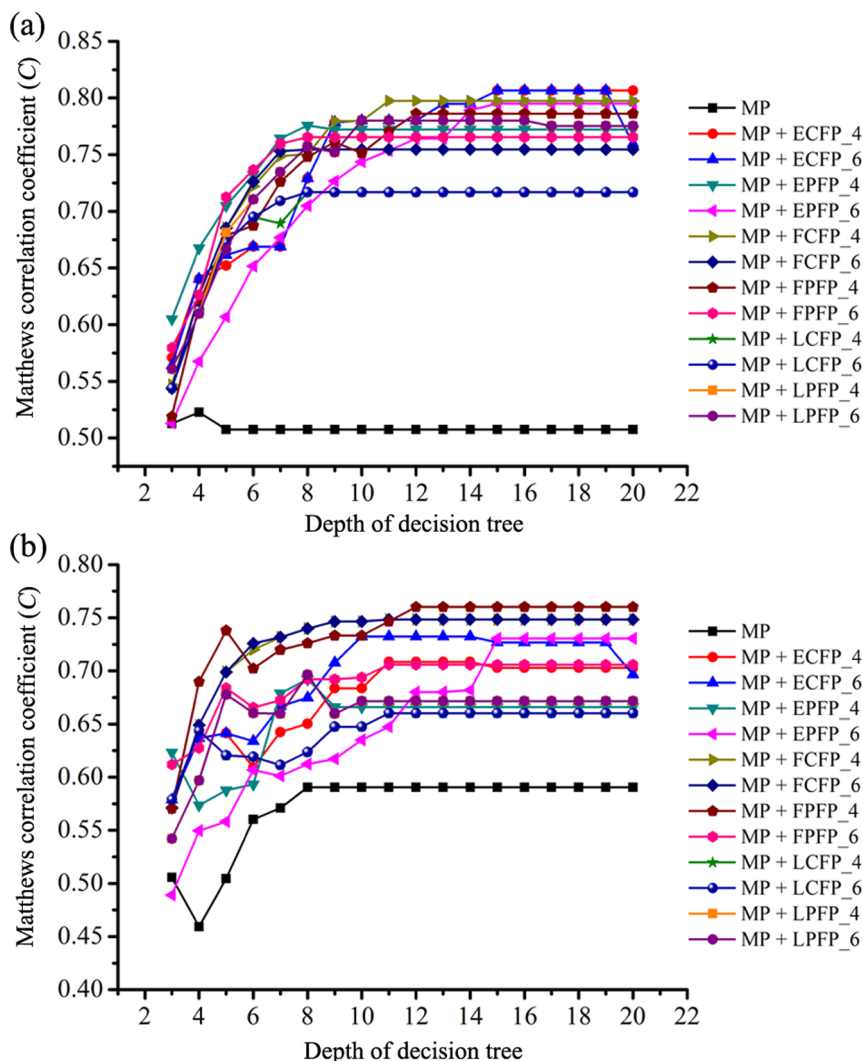 (a)
Matthews correlation coefficient (C)
0.85
0.80
0.75
0.70
0.65
0.60
0.55
0.50
2 4 6 8 10 12 14 16 18 20 22
Depth of decision tree
MP
MP + ECFP_4
MP + ECFP_6
MP + EPFP_4
MP + EPFP_6
MP + FCFP_4
MP + FCFP_6
MP + FPFP_4
MP + FPFP_6
MP + LCFP_4
MP + LCFP_6
MP + LPFP_4
MP + LPFP_6
(b)
Matthews correlation coefficient (C)
0.80
0.75
0.70
0.65
0.60
0.55
0.50
0.45
0.40
2 4 6 8 10 12 14 16 18 20 22
Depth of decision tree
MP
MP + ECFP_4
MP + ECFP_6
MP + EPFP_4
MP + EPFP_6
MP + FCFP_4
MP + FCFP_6
MP + FPFP_4
MP + FPFP_6
MP + LCFP_4
MP + LCFP_6
MP + LPFP_4
MP + LPFP_6